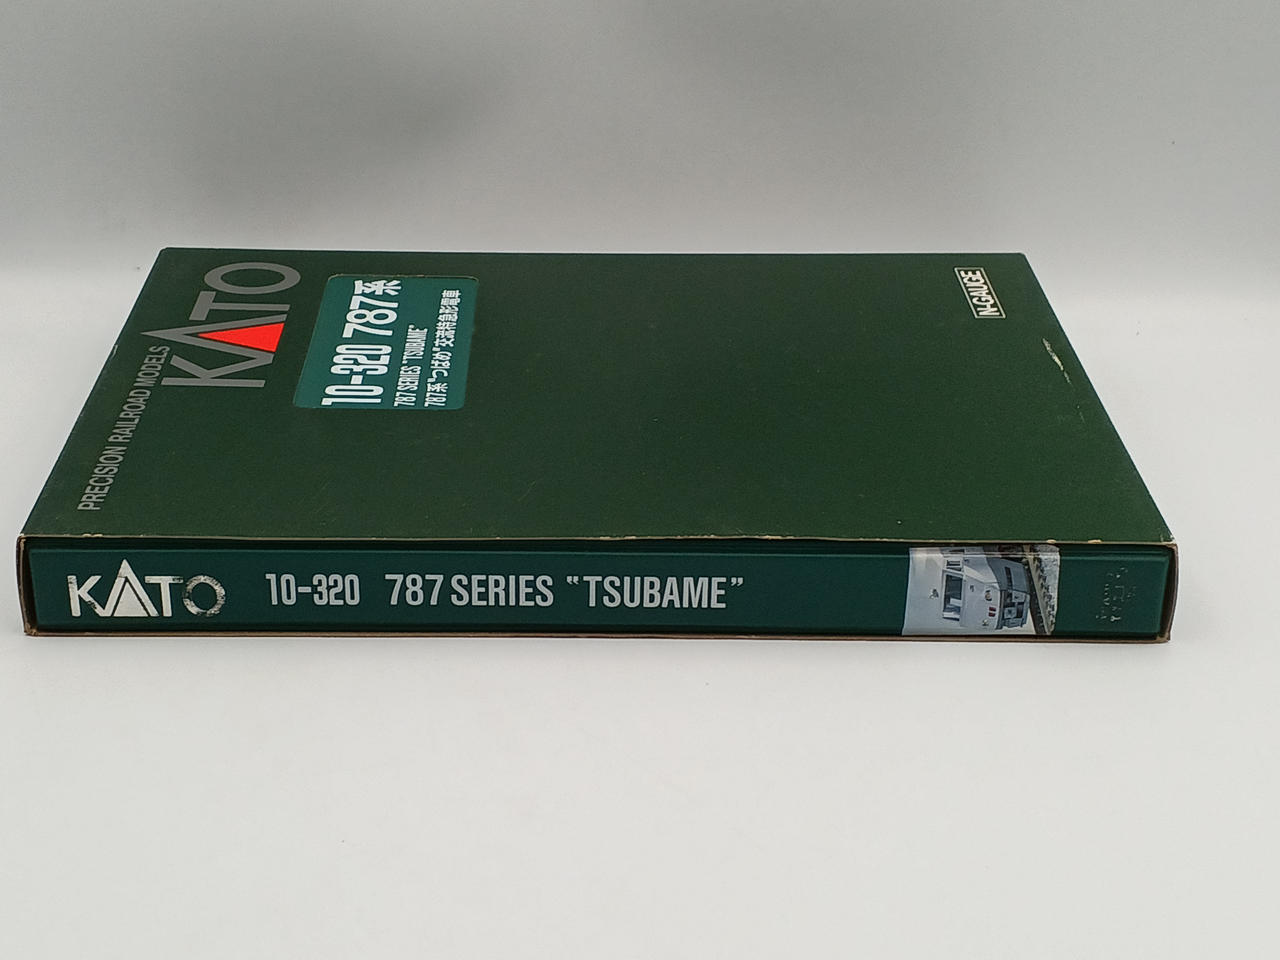 KATO
PRECISION RAILROAD MODELS
10-320 787系
787 SERIES "TSUBAME"
787系"つばめ"交流特急形電車
N-GAUGE
KATO 10-320 787 SERIES "TSUBAME"